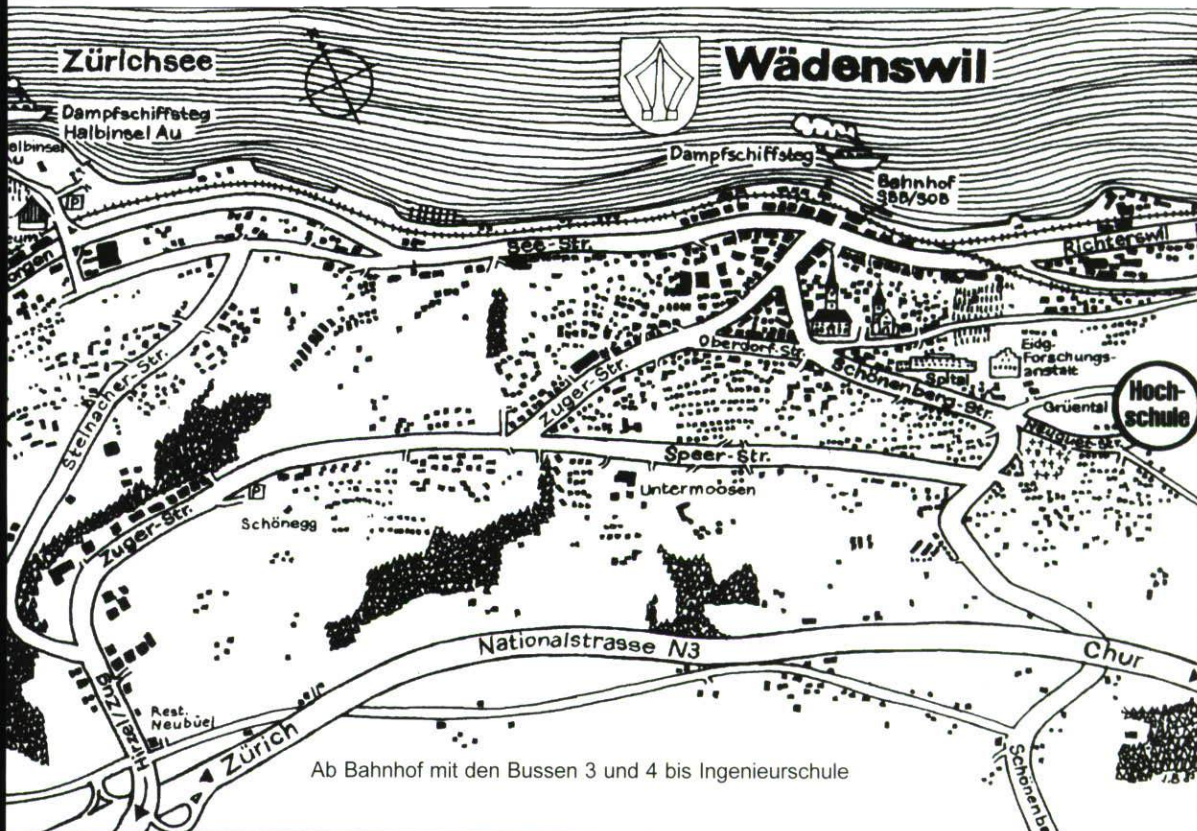 Zürichsee
Wädenswil
Dampfschiffsteg
Halbinsel Au
Dampfschiffsteg
Bahnhof
SBB/SOB
P
See-Str.
Richterswil
Steinacher-Str.
Zuger-Str.
Oberdorf-Str.
Schönenberg Str.
Spital
Eidg.
Forschungs-
anstalt
Grüental
Hoch-
schule
Neugut-Str.
Speer-Str.
Untermoosen
P
Schönegg
Zuger-Str.
Nationalstrasse N3
Chur
Rest.
Neubüel
Hirzel/Zug
Zürich
Ab Bahnhof mit den Bussen 3 und 4 bis Ingenieurschule